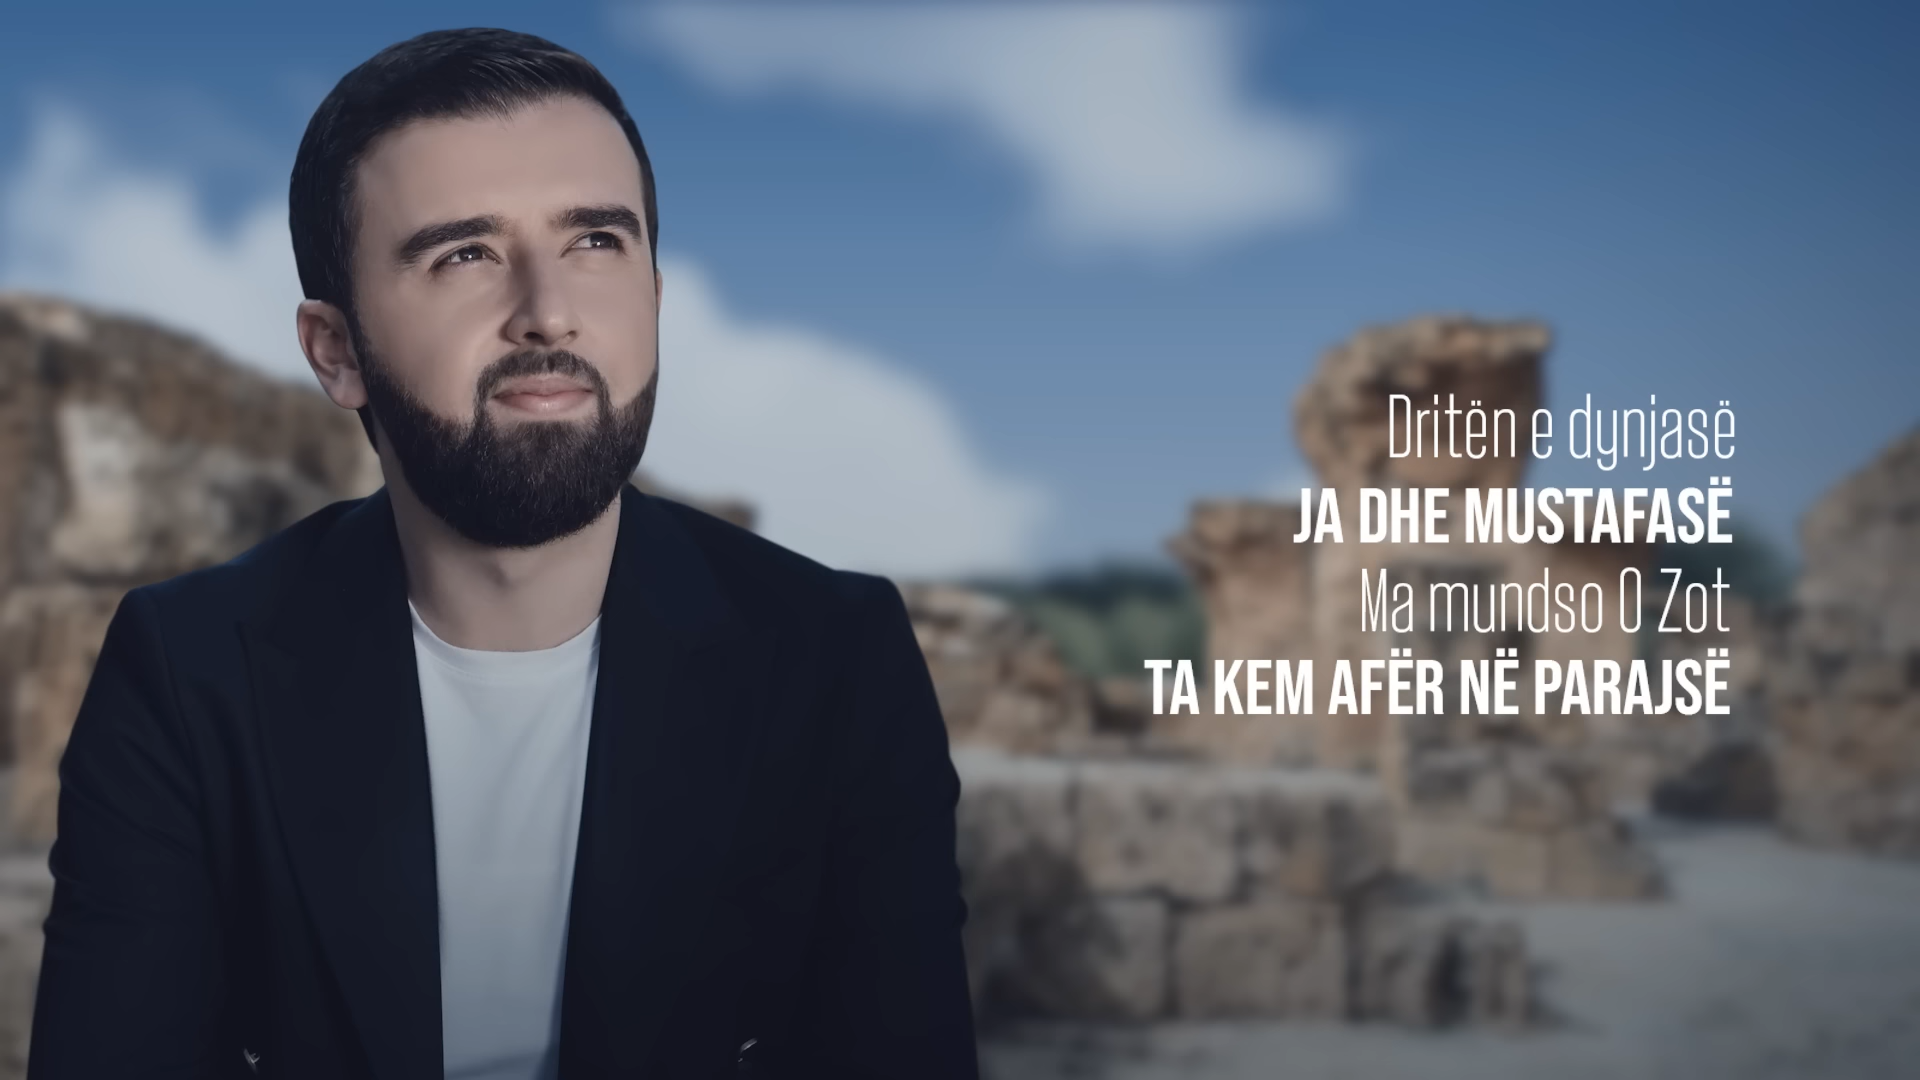 Dritën e dynjasë
JA DHE MUSTAFASË
Ma mundso O Zot
TA KEM AFËR NË PARAJSË